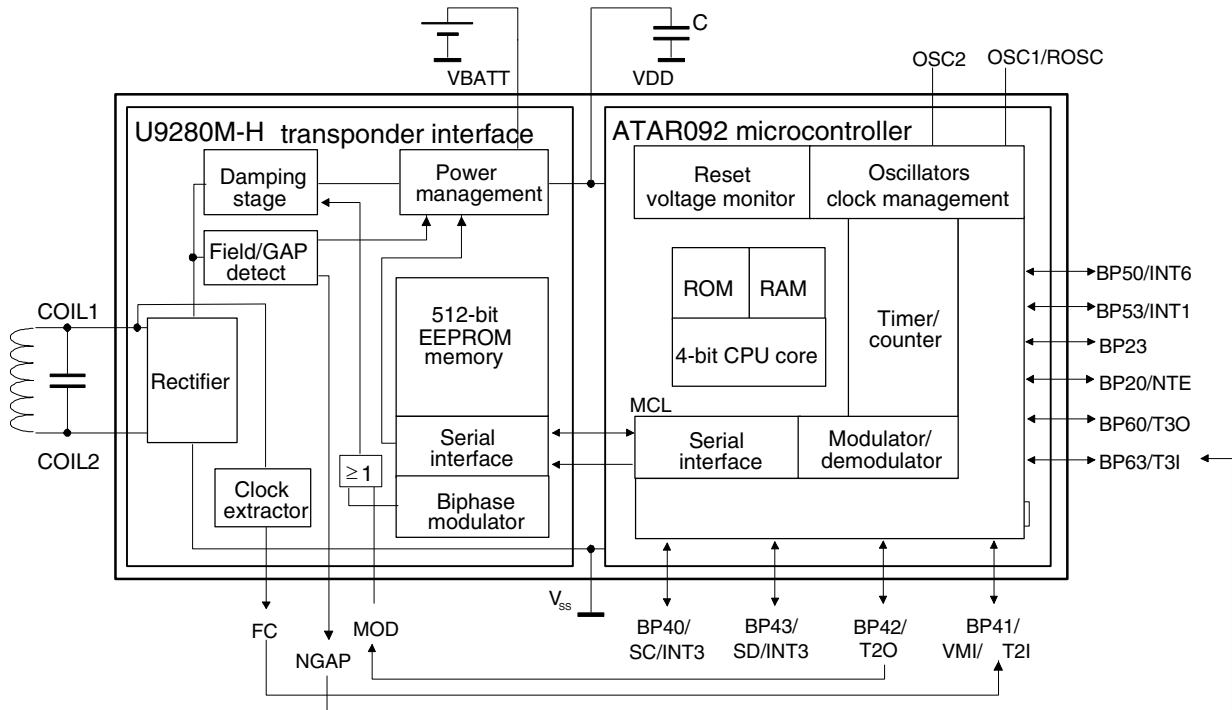 C
OSC2
OSC1/ROSC
VBATT
VDD
U9280M-H transponder interface
ATAR092 microcontroller
Damping
stage
Power
management
Reset
voltage monitor
Oscillators
clock management
Field/GAP
detect
ROM
RAM
BP50/INT6
COIL1
512-bit
EEPROM
memory
Timer/
counter
BP53/INT1
BP23
Rectifier
4-bit CPU core
BP20/NTE
MCL
BP60/T3O
COIL2
Serial
interface
Serial
interface
Modulator/
demodulator
BP63/T3I
≥1
Clock
extractor
Biphase
modulator
VSS
FC
NGAP
MOD
BP40/
SC/INT3
BP43/
SD/INT3
BP42/
T2O
BP41/
VMI/ T2I